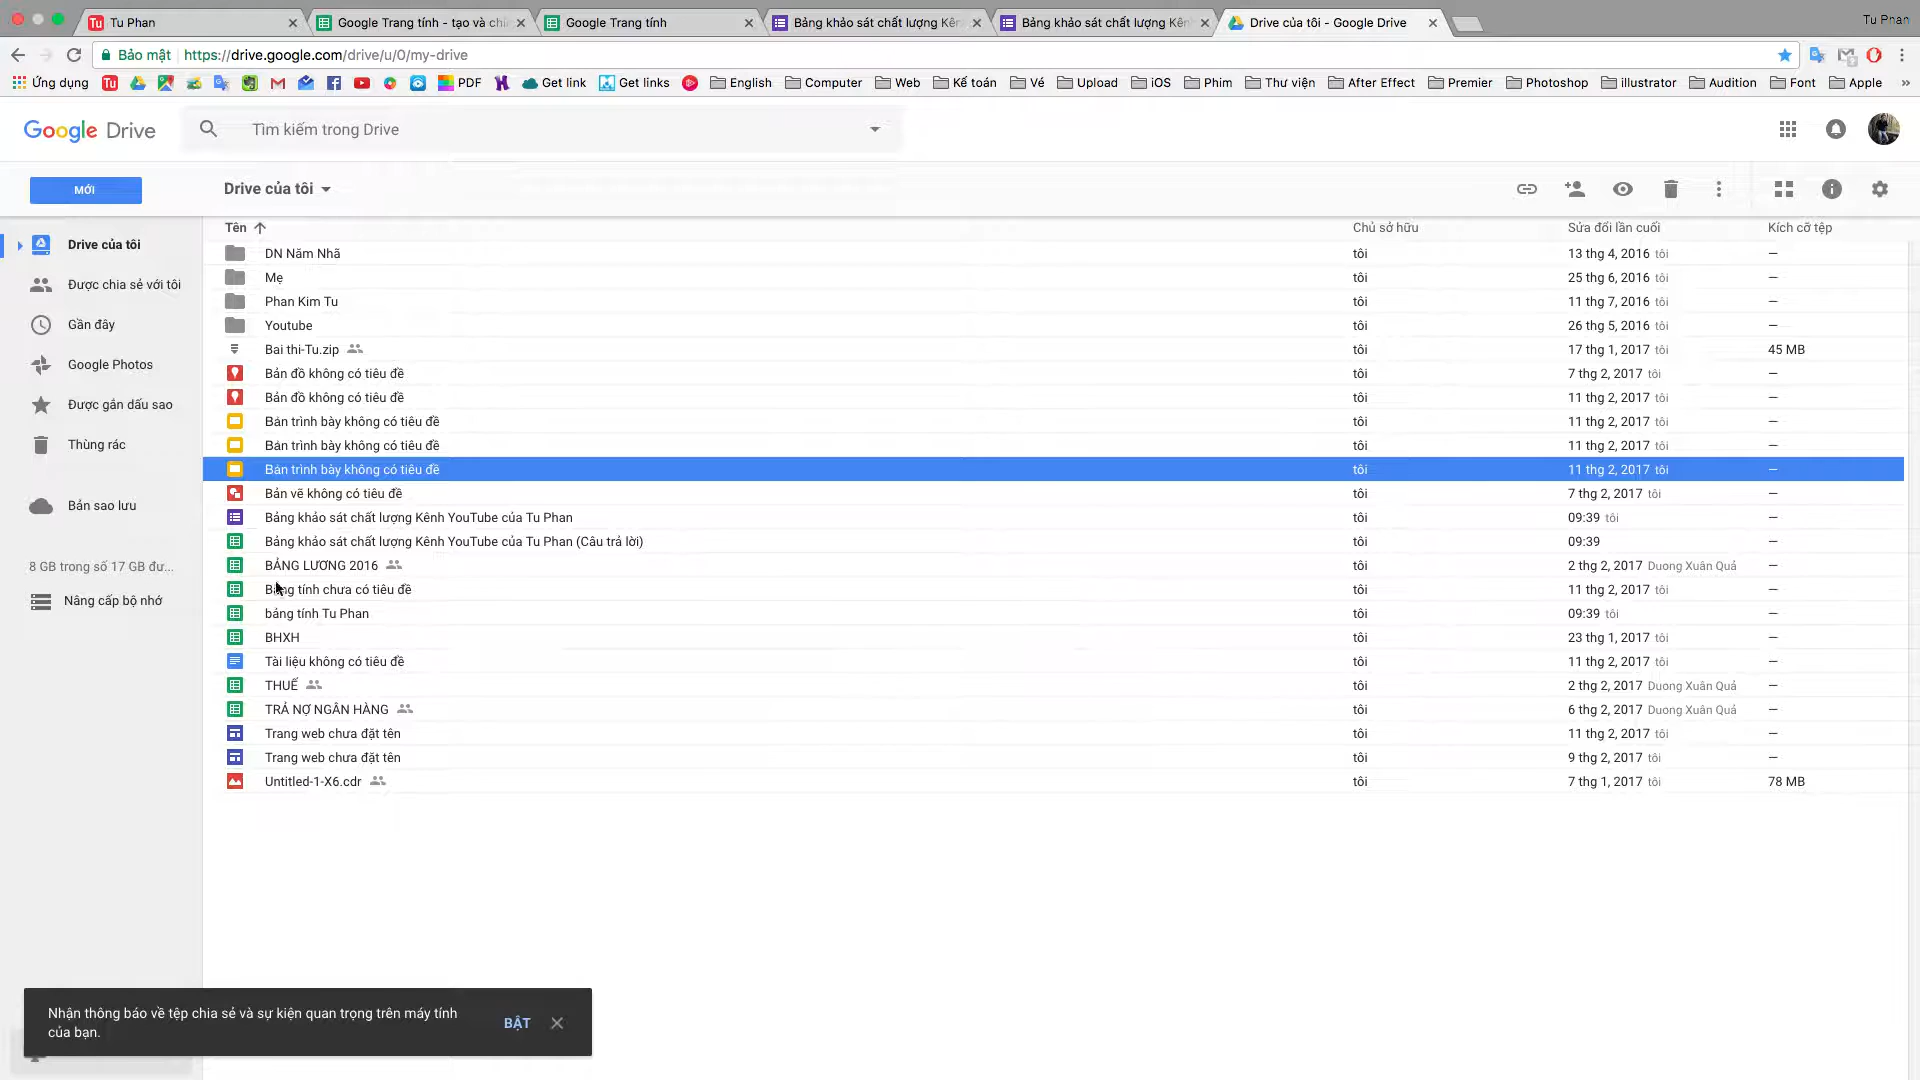 Tu Phan
Google Trang tính - tạo và chỉ
Google Trang tính
Bảng khảo sát chất lượng Kên
Bảng khảo sát chất lượng Kên
Drive của tôi - Google Drive
Tu Phan
Bảo mật
https://drive.google.com/drive/u/0/my-drive
Ứng dụng
PDF
Get link
Get links
English
Computer
Web
Kế toán
Vé
Upload
iOS
Phim
Thư viện
After Effect
Premier
Photoshop
illustrator
Audition
Font
Apple
»
Google Drive
Tìm kiếm trong Drive
MỚI
Drive của tôi
Drive của tôi
Được chia sẻ với tôi
Gần đây
Google Photos
Được gắn dấu sao
Thùng rác
Bản sao lưu
8 GB trong số 17 GB đư...
Nâng cấp bộ nhớ
Tên Chủ sở hữu Sửa đổi lần cuối Kích cỡ tệp
DN Năm Nhã tôi 13 thg 4, 2016 tôi —
Mẹ tôi 25 thg 6, 2016 tôi —
Phan Kim Tu tôi 11 thg 7, 2016 tôi —
Youtube tôi 26 thg 5, 2016 tôi —
Bai thi-Tu.zip tôi 17 thg 1, 2017 tôi 45 MB
Bản đồ không có tiêu đề tôi 7 thg 2, 2017 tôi —
Bản đồ không có tiêu đề tôi 11 thg 2, 2017 tôi —
Bản trình bày không có tiêu đề tôi 11 thg 2, 2017 tôi —
Bản trình bày không có tiêu đề tôi 11 thg 2, 2017 tôi —
Bản trình bày không có tiêu đề tôi 11 thg 2, 2017 tôi —
Bản vẽ không có tiêu đề tôi 7 thg 2, 2017 tôi —
Bảng khảo sát chất lượng Kênh YouTube của Tu Phan tôi 09:39 tôi —
Bảng khảo sát chất lượng Kênh YouTube của Tu Phan (Câu trả lời) tôi 09:39 —
BẢNG LƯƠNG 2016 tôi 2 thg 2, 2017 Duong Xuân Quả —
Bảng tính chưa có tiêu đề tôi 11 thg 2, 2017 tôi —
bảng tính Tu Phan tôi 09:39 tôi —
BHXH tôi 23 thg 1, 2017 tôi —
Tài liệu không có tiêu đề tôi 11 thg 2, 2017 tôi —
THUẾ tôi 2 thg 2, 2017 Duong Xuân Quả —
TRẢ NỢ NGÂN HÀNG tôi 6 thg 2, 2017 Duong Xuân Quả —
Trang web chưa đặt tên tôi 11 thg 2, 2017 tôi —
Trang web chưa đặt tên tôi 9 thg 2, 2017 tôi —
Untitled-1-X6.cdr tôi 7 thg 1, 2017 tôi 78 MB
Nhận thông báo về tệp chia sẻ và sự kiện quan trọng trên máy tính
của bạn.
BẬT